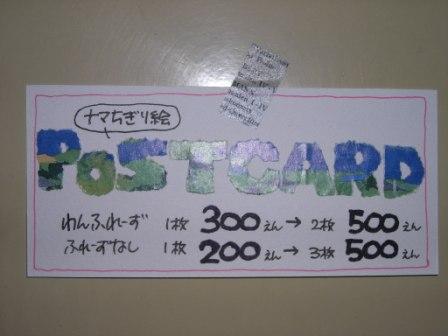 ナマちぎり絵
POSTCARD
わんふれーず 1枚 300えん→2枚 500えん
ふれーずなし 1枚 200えん→3枚 500えん